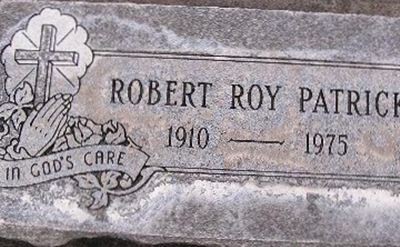 ROBERT ROY PATRICK
1910 — 1975
IN GOD'S CARE